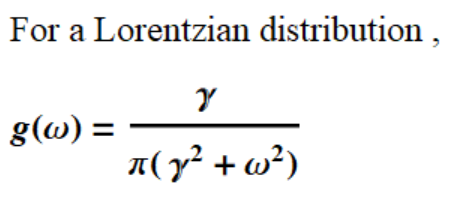 For a Lorentzian distribution ,
g(ω) = γ / π( γ² + ω²)